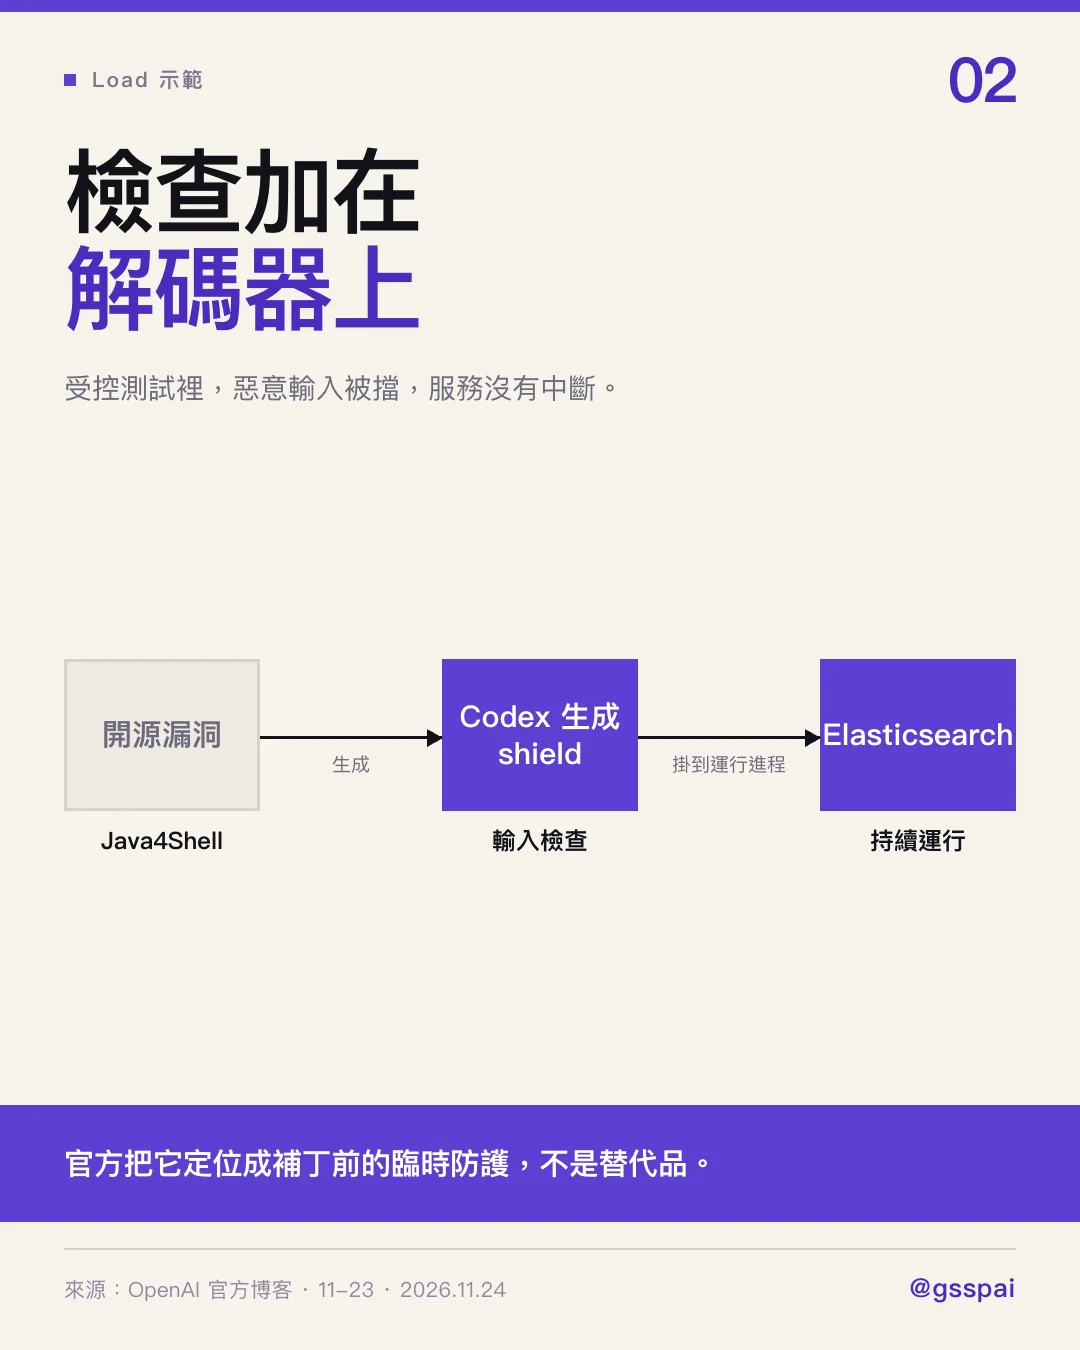 Load 示範
02
檢查加在
解碼器上
受控測試裡，惡意輸入被擋，服務沒有中斷。
開源漏洞
Java4Shell
生成
Codex 生成
shield
輸入檢查
掛到運行進程
Elasticsearch
持續運行
官方把它定位成補丁前的臨時防護，不是替代品。
來源：OpenAI 官方博客 · 11–23 · 2026.11.24
@gsspai